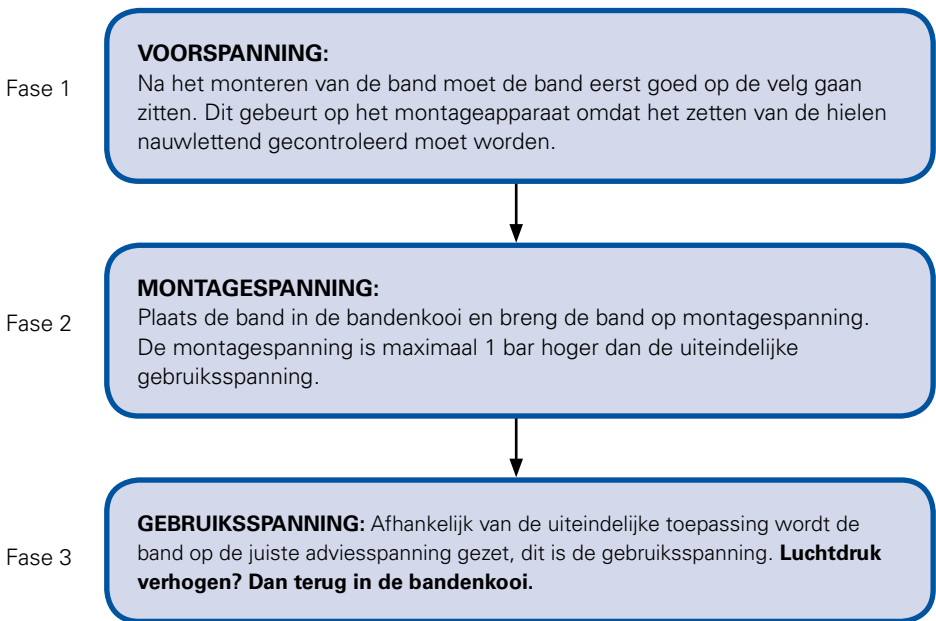 Fase 1
VOORSPANNING:
Na het monteren van de band moet de band eerst goed op de velg gaan
zitten. Dit gebeurt op het montageapparaat omdat het zetten van de hielen
nauwlettend gecontroleerd moet worden.
Fase 2
MONTAGESPANNING:
Plaats de band in de bandenkooi en breng de band op montagespanning.
De montagespanning is maximaal 1 bar hoger dan de uiteindelijke
gebruiksspanning.
Fase 3
GEBRUIKSSPANNING: Afhankelijk van de uiteindelijke toepassing wordt de
band op de juiste adviesspanning gezet, dit is de gebruiksspanning. Luchtdruk
verhogen? Dan terug in de bandenkooi.